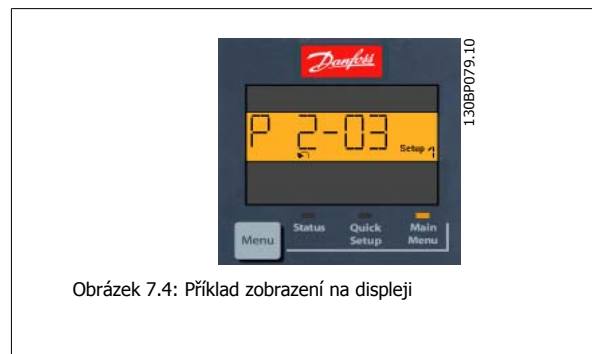 Danfoss
130BP079.10
P 2-03
Setup 1
Status
Quick Setup
Main Menu
Menu
Obrázek 7.4: Příklad zobrazení na displeji